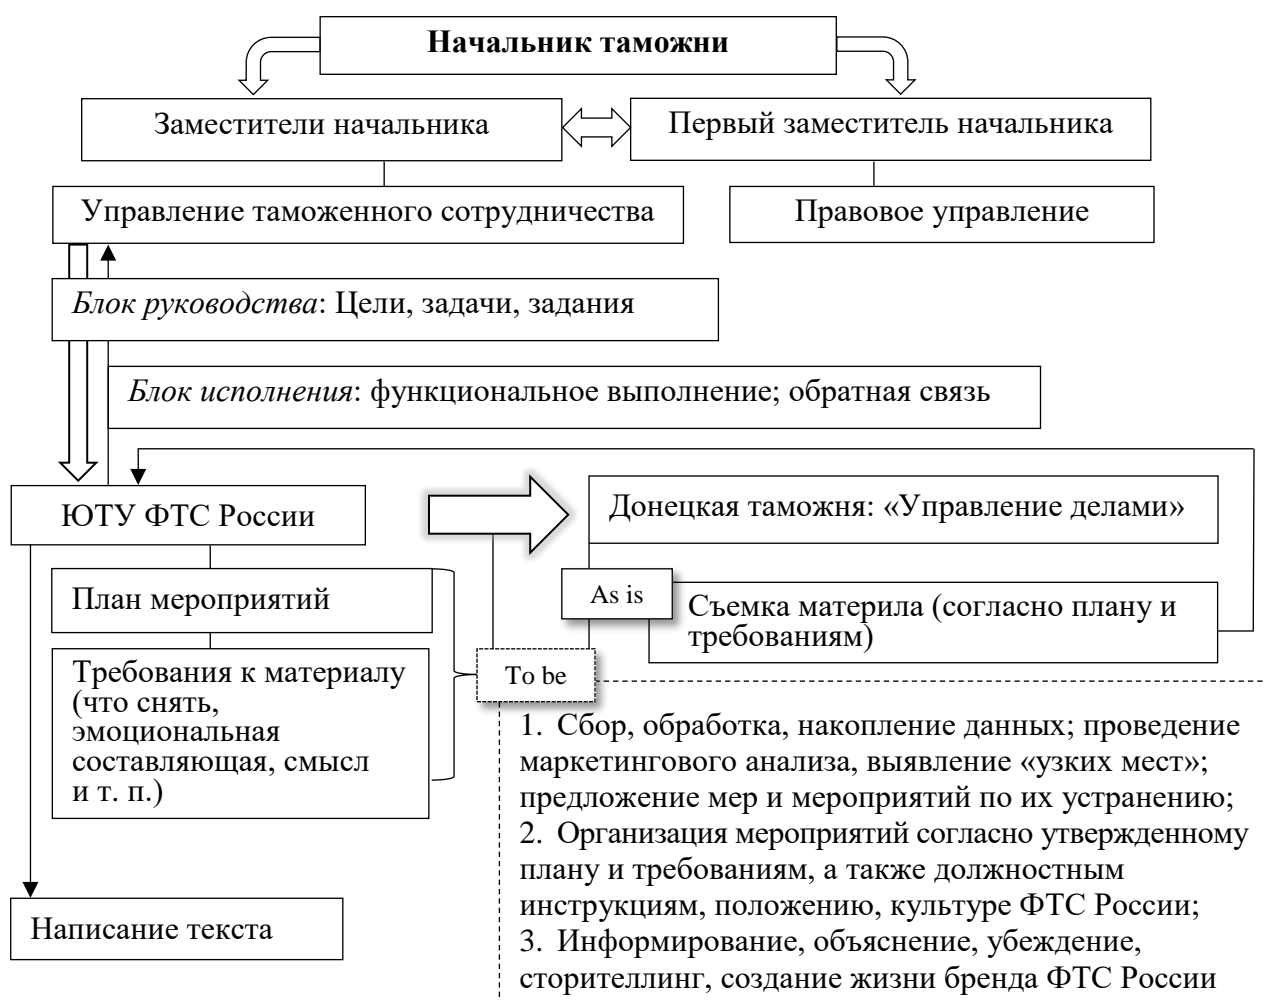 Начальник таможни
Заместители начальника
Первый заместитель начальника
Управление таможенного сотрудничества
Правовое управление
Блок руководства: Цели, задачи, задания
Блок исполнения: функциональное выполнение; обратная связь
ЮТУ ФТС России
Донецкая таможня: «Управление делами»
План мероприятий
As is
Съемка материла (согласно плану и
требованиям)
Требования к материалу
(что снять,
эмоциональная
составляющая, смысл
и т. п.)
To be
1. Сбор, обработка, накопление данных; проведение
маркетингового анализа, выявление «узких мест»;
предложение мер и мероприятий по их устранению;
2. Организация мероприятий согласно утвержденному
плану и требованиям, а также должностным
инструкциям, положению, культуре ФТС России;
3. Информирование, объяснение, убеждение,
сторителлинг, создание жизни бренда ФТС России
Написание текста